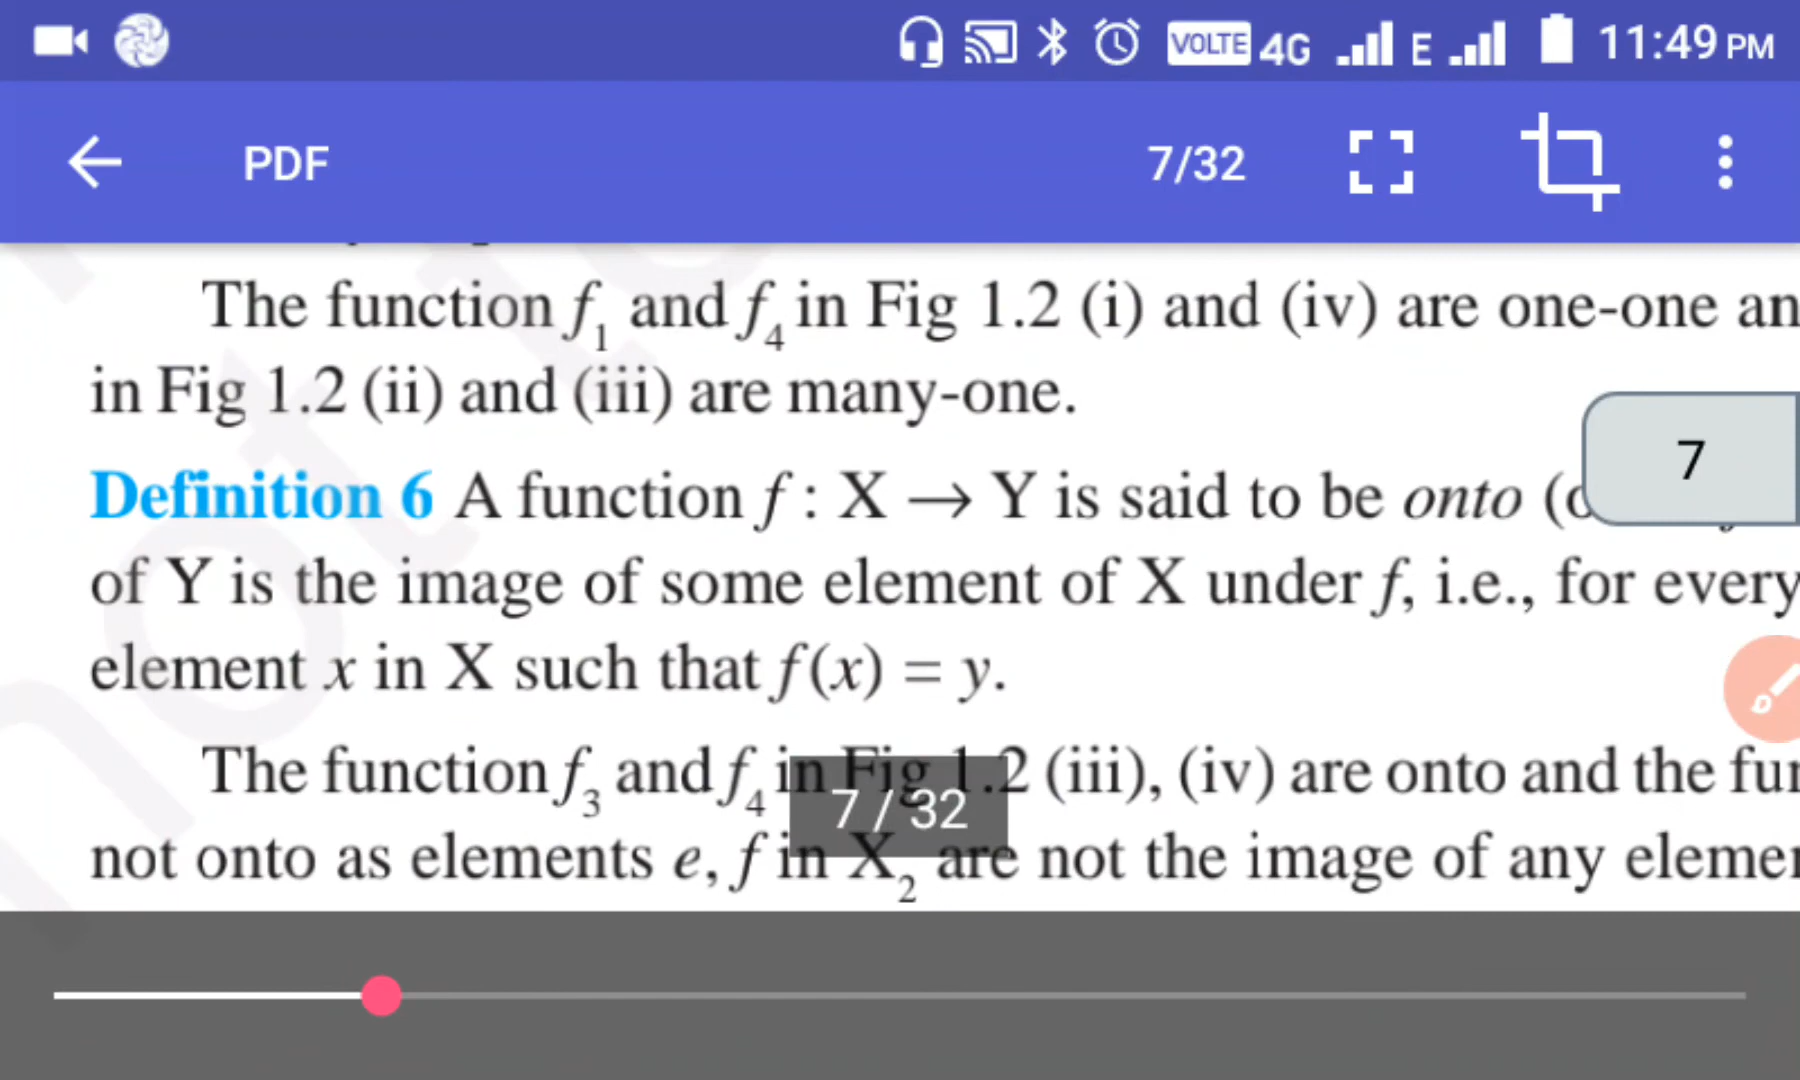 VOLTE 4G E 11:49 PM
PDF 7/32
The function f1 and f4 in Fig 1.2 (i) and (iv) are one-one an
in Fig 1.2 (ii) and (iii) are many-one.
7
Definition 6 A function f : X → Y is said to be onto (
of Y is the image of some element of X under f, i.e., for every
element x in X such that f(x) = y.
The function f3 and f4 in Fig 1.2 (iii), (iv) are onto and the fun
7 / 32
not onto as elements e, f in X2 are not the image of any elemen